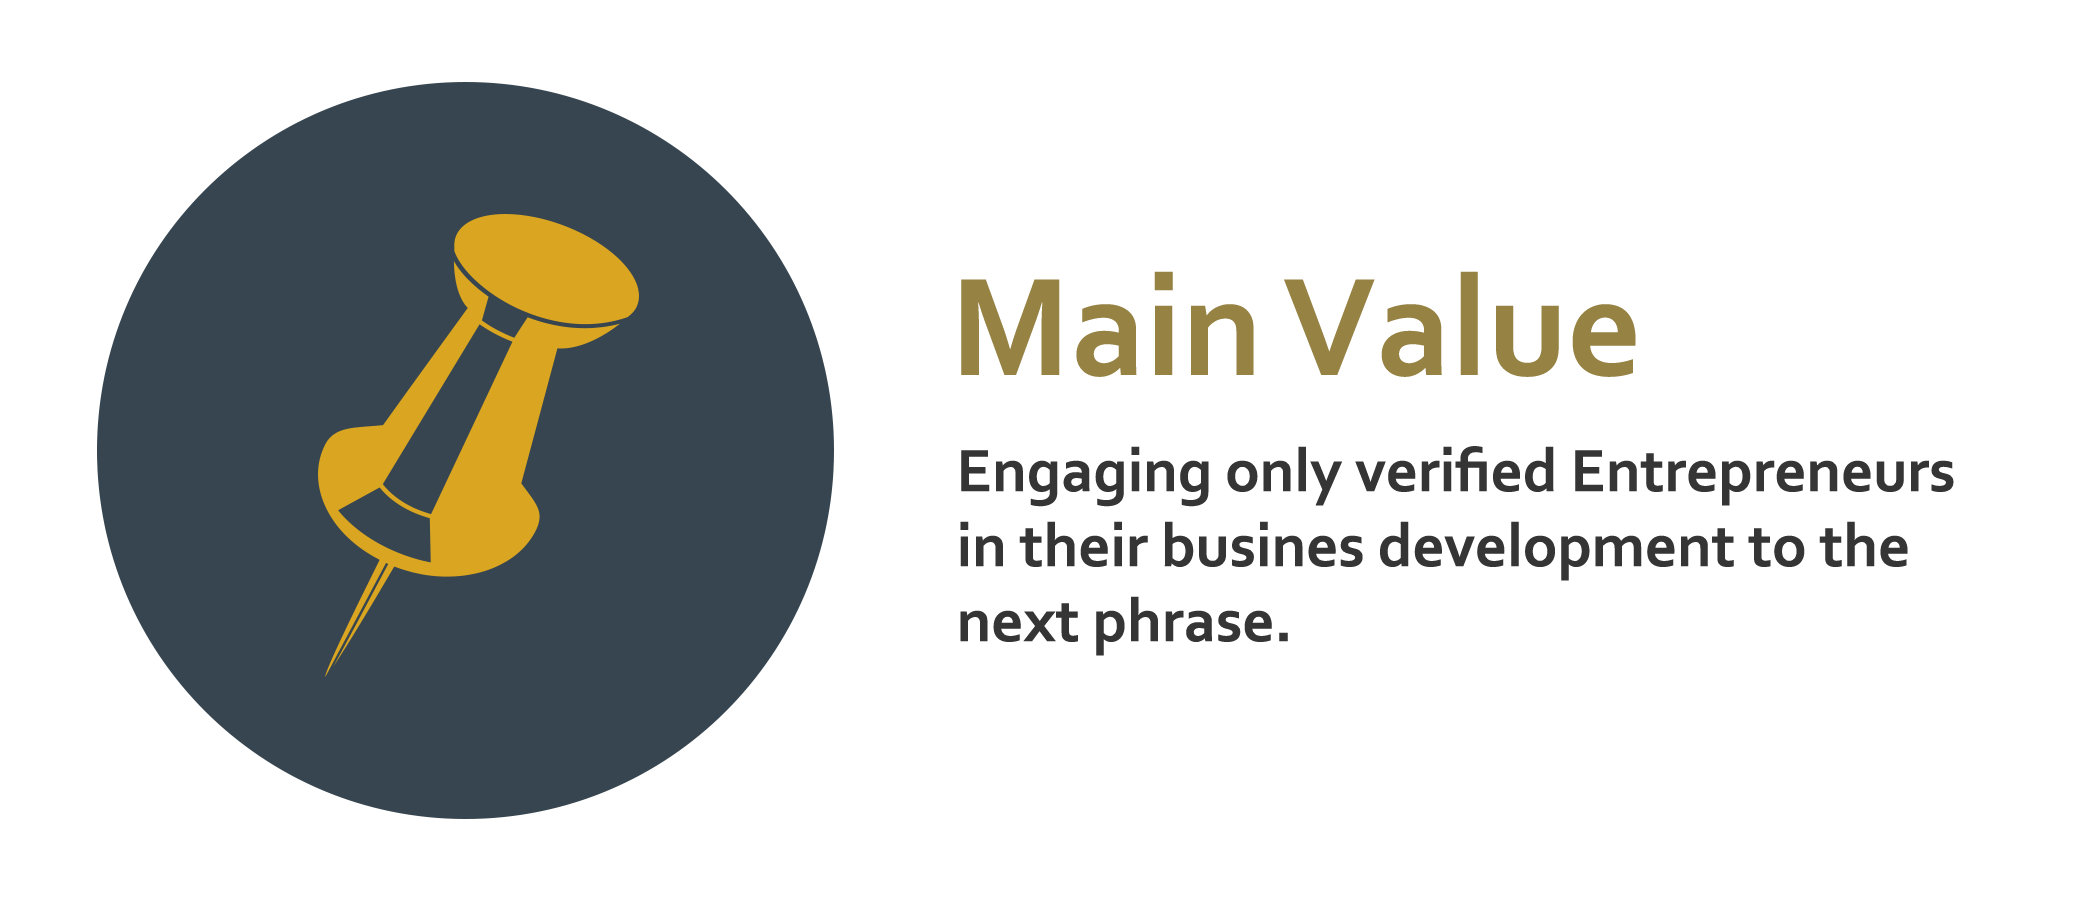 Main Value
Engaging only verified Entrepreneurs
in their busines development to the
next phrase.